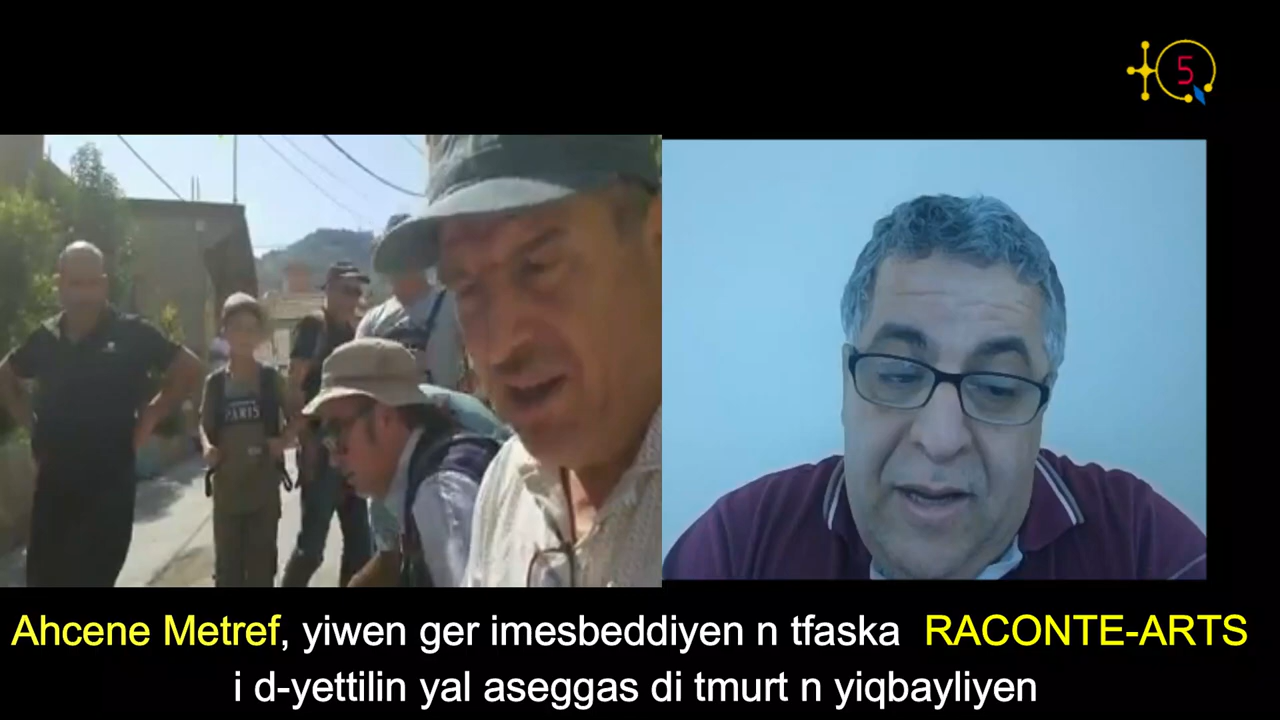 5
PARIS
Ahcene Metref, yiwen ger imesbeddiyen n tfaska RACONTE-ARTS
i d-yettilin yal aseggas di tmurt n yiqbayliyen